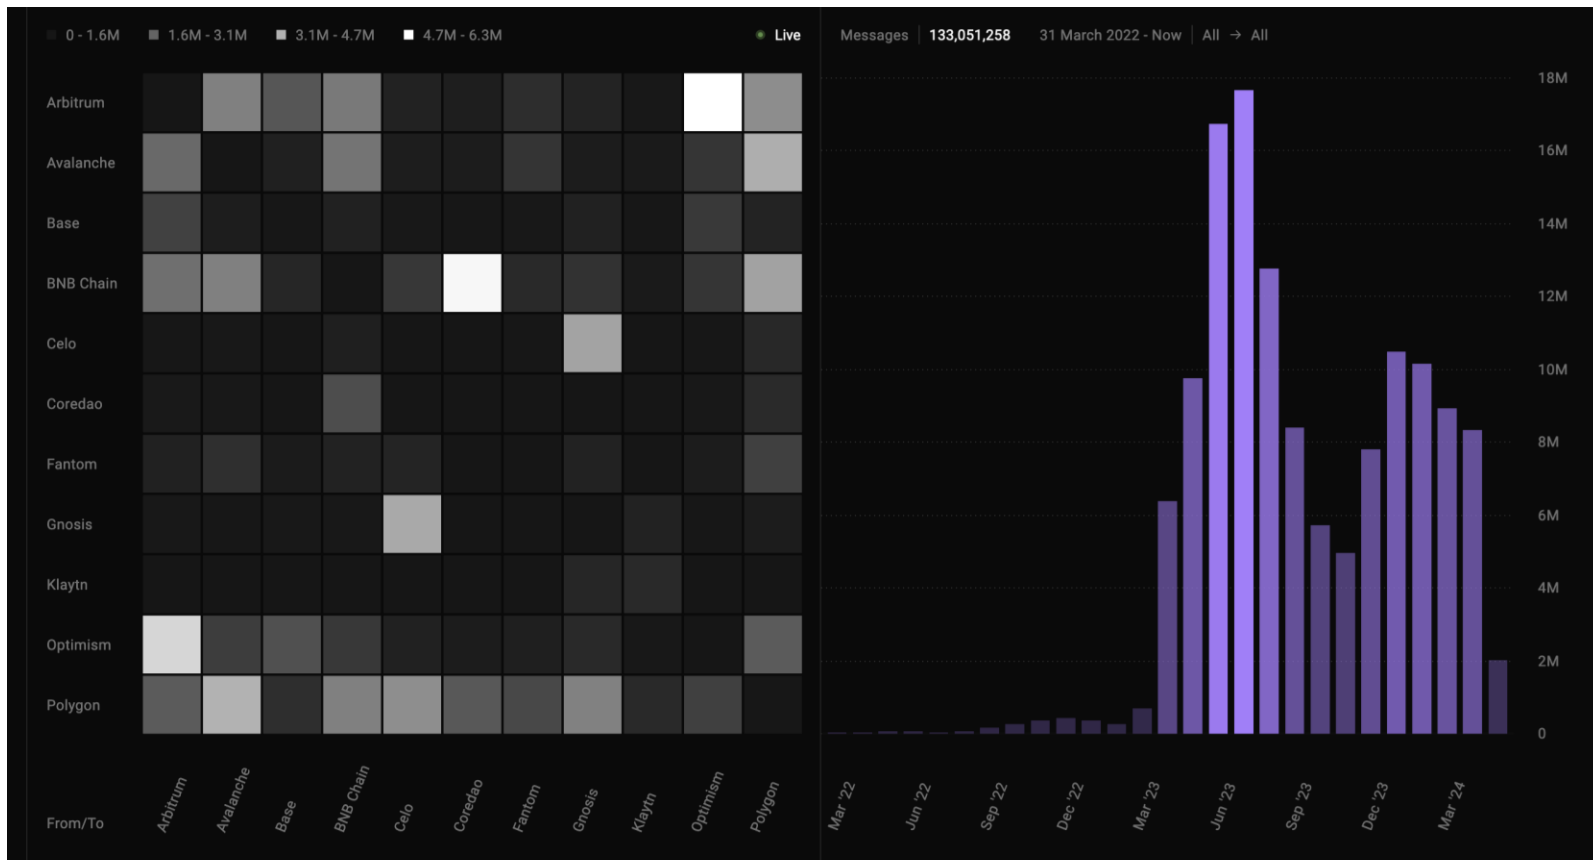 0 - 1.6M 1.6M - 3.1M 3.1M - 4.7M 4.7M - 6.3M Live
Arbitrum
Avalanche
Base
BNB Chain
Celo
Coredao
Fantom
Gnosis
Klaytn
Optimism
Polygon
From/To
Arbitrum
Avalanche
Base
BNB Chain
Celo
Coredao
Fantom
Gnosis
Klaytn
Optimism
Polygon
Messages 133,051,258 31 March 2022 - Now All → All
18M
16M
14M
12M
10M
8M
6M
4M
2M
0
Mar '22
Jun '22
Sep '22
Dec '22
Mar '23
Jun '23
Sep '23
Dec '23
Mar '24